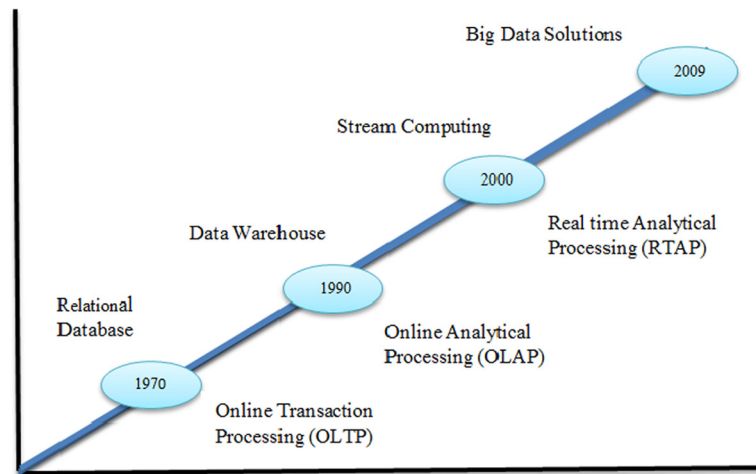 Big Data Solutions
2009
Stream Computing
2000
Real time Analytical
Processing (RTAP)
Data Warehouse
1990
Online Analytical
Processing (OLAP)
Relational
Database
1970
Online Transaction
Processing (OLTP)